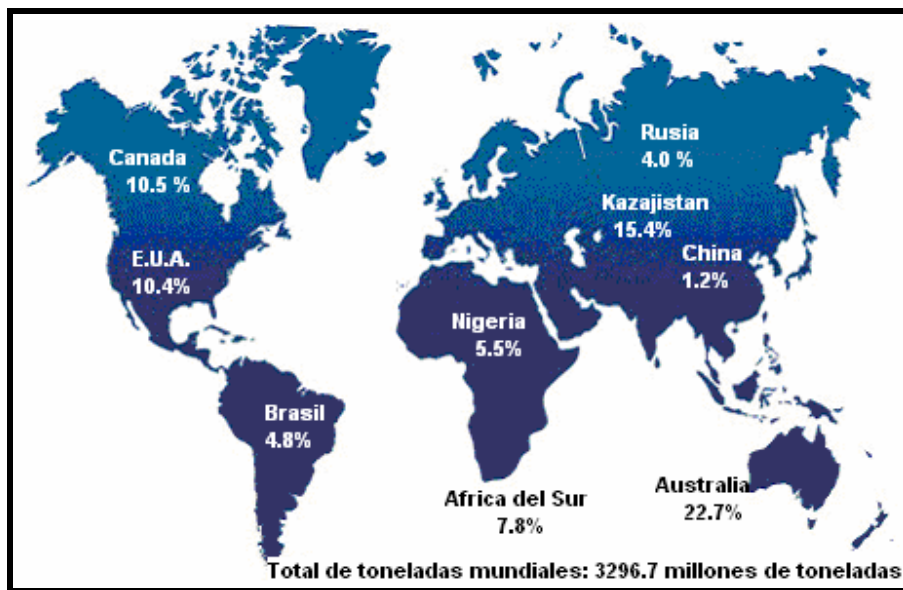 Canada
10.5 %
E.U.A.
10.4%
Brasil
4.8%
Rusia
4.0 %
Kazajistan
15.4%
China
1.2%
Nigeria
5.5%
Africa del Sur
7.8%
Australia
22.7%
Total de toneladas mundiales: 3296.7 millones de toneladas